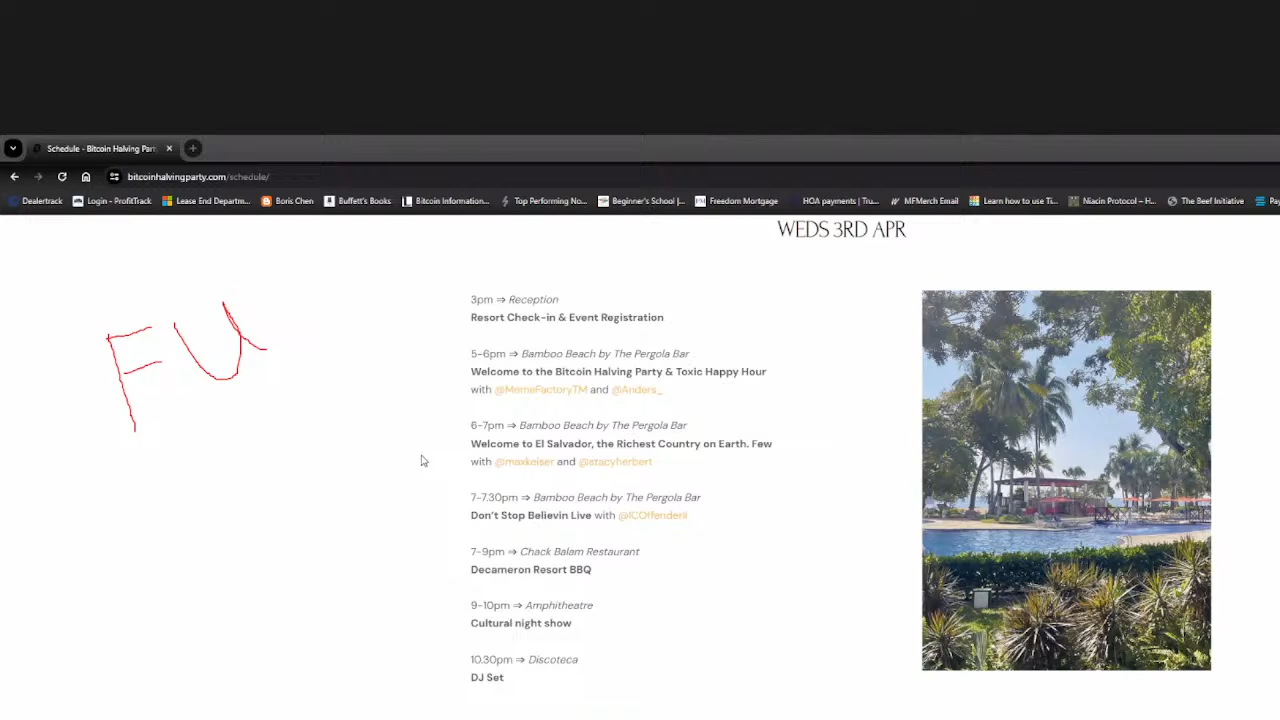 Schedule - Bitcoin Halving Part
bitcoinhalvingparty.com/schedule/
Dealertrack
Login - ProfitTrack
Lease End Departm...
Boris Chen
Buffett's Books
Bitcoin Information...
Top Performing No...
Beginner's School |...
Freedom Mortgage
HOA payments | Tru...
MFMerch Email
Learn how to use Ti...
Niacin Protocol – H...
The Beef Initiative
Pay
WEDS 3RD APR
FU
3pm ⇒ Reception
Resort Check-in & Event Registration
5-6pm ⇒ Bamboo Beach by The Pergola Bar
Welcome to the Bitcoin Halving Party & Toxic Happy Hour
with @MemeFactoryTM and @Anders_
6-7pm ⇒ Bamboo Beach by The Pergola Bar
Welcome to El Salvador, the Richest Country on Earth. Few
with @maxkeiser and @stacyherbert
7-7.30pm ⇒ Bamboo Beach by The Pergola Bar
Don't Stop Believin Live with
7-9pm ⇒ Chack Balam Restaurant
Decameron Resort BBQ
9-10pm ⇒ Amphitheatre
Cultural night show
10.30pm ⇒ Discoteca
DJ Set